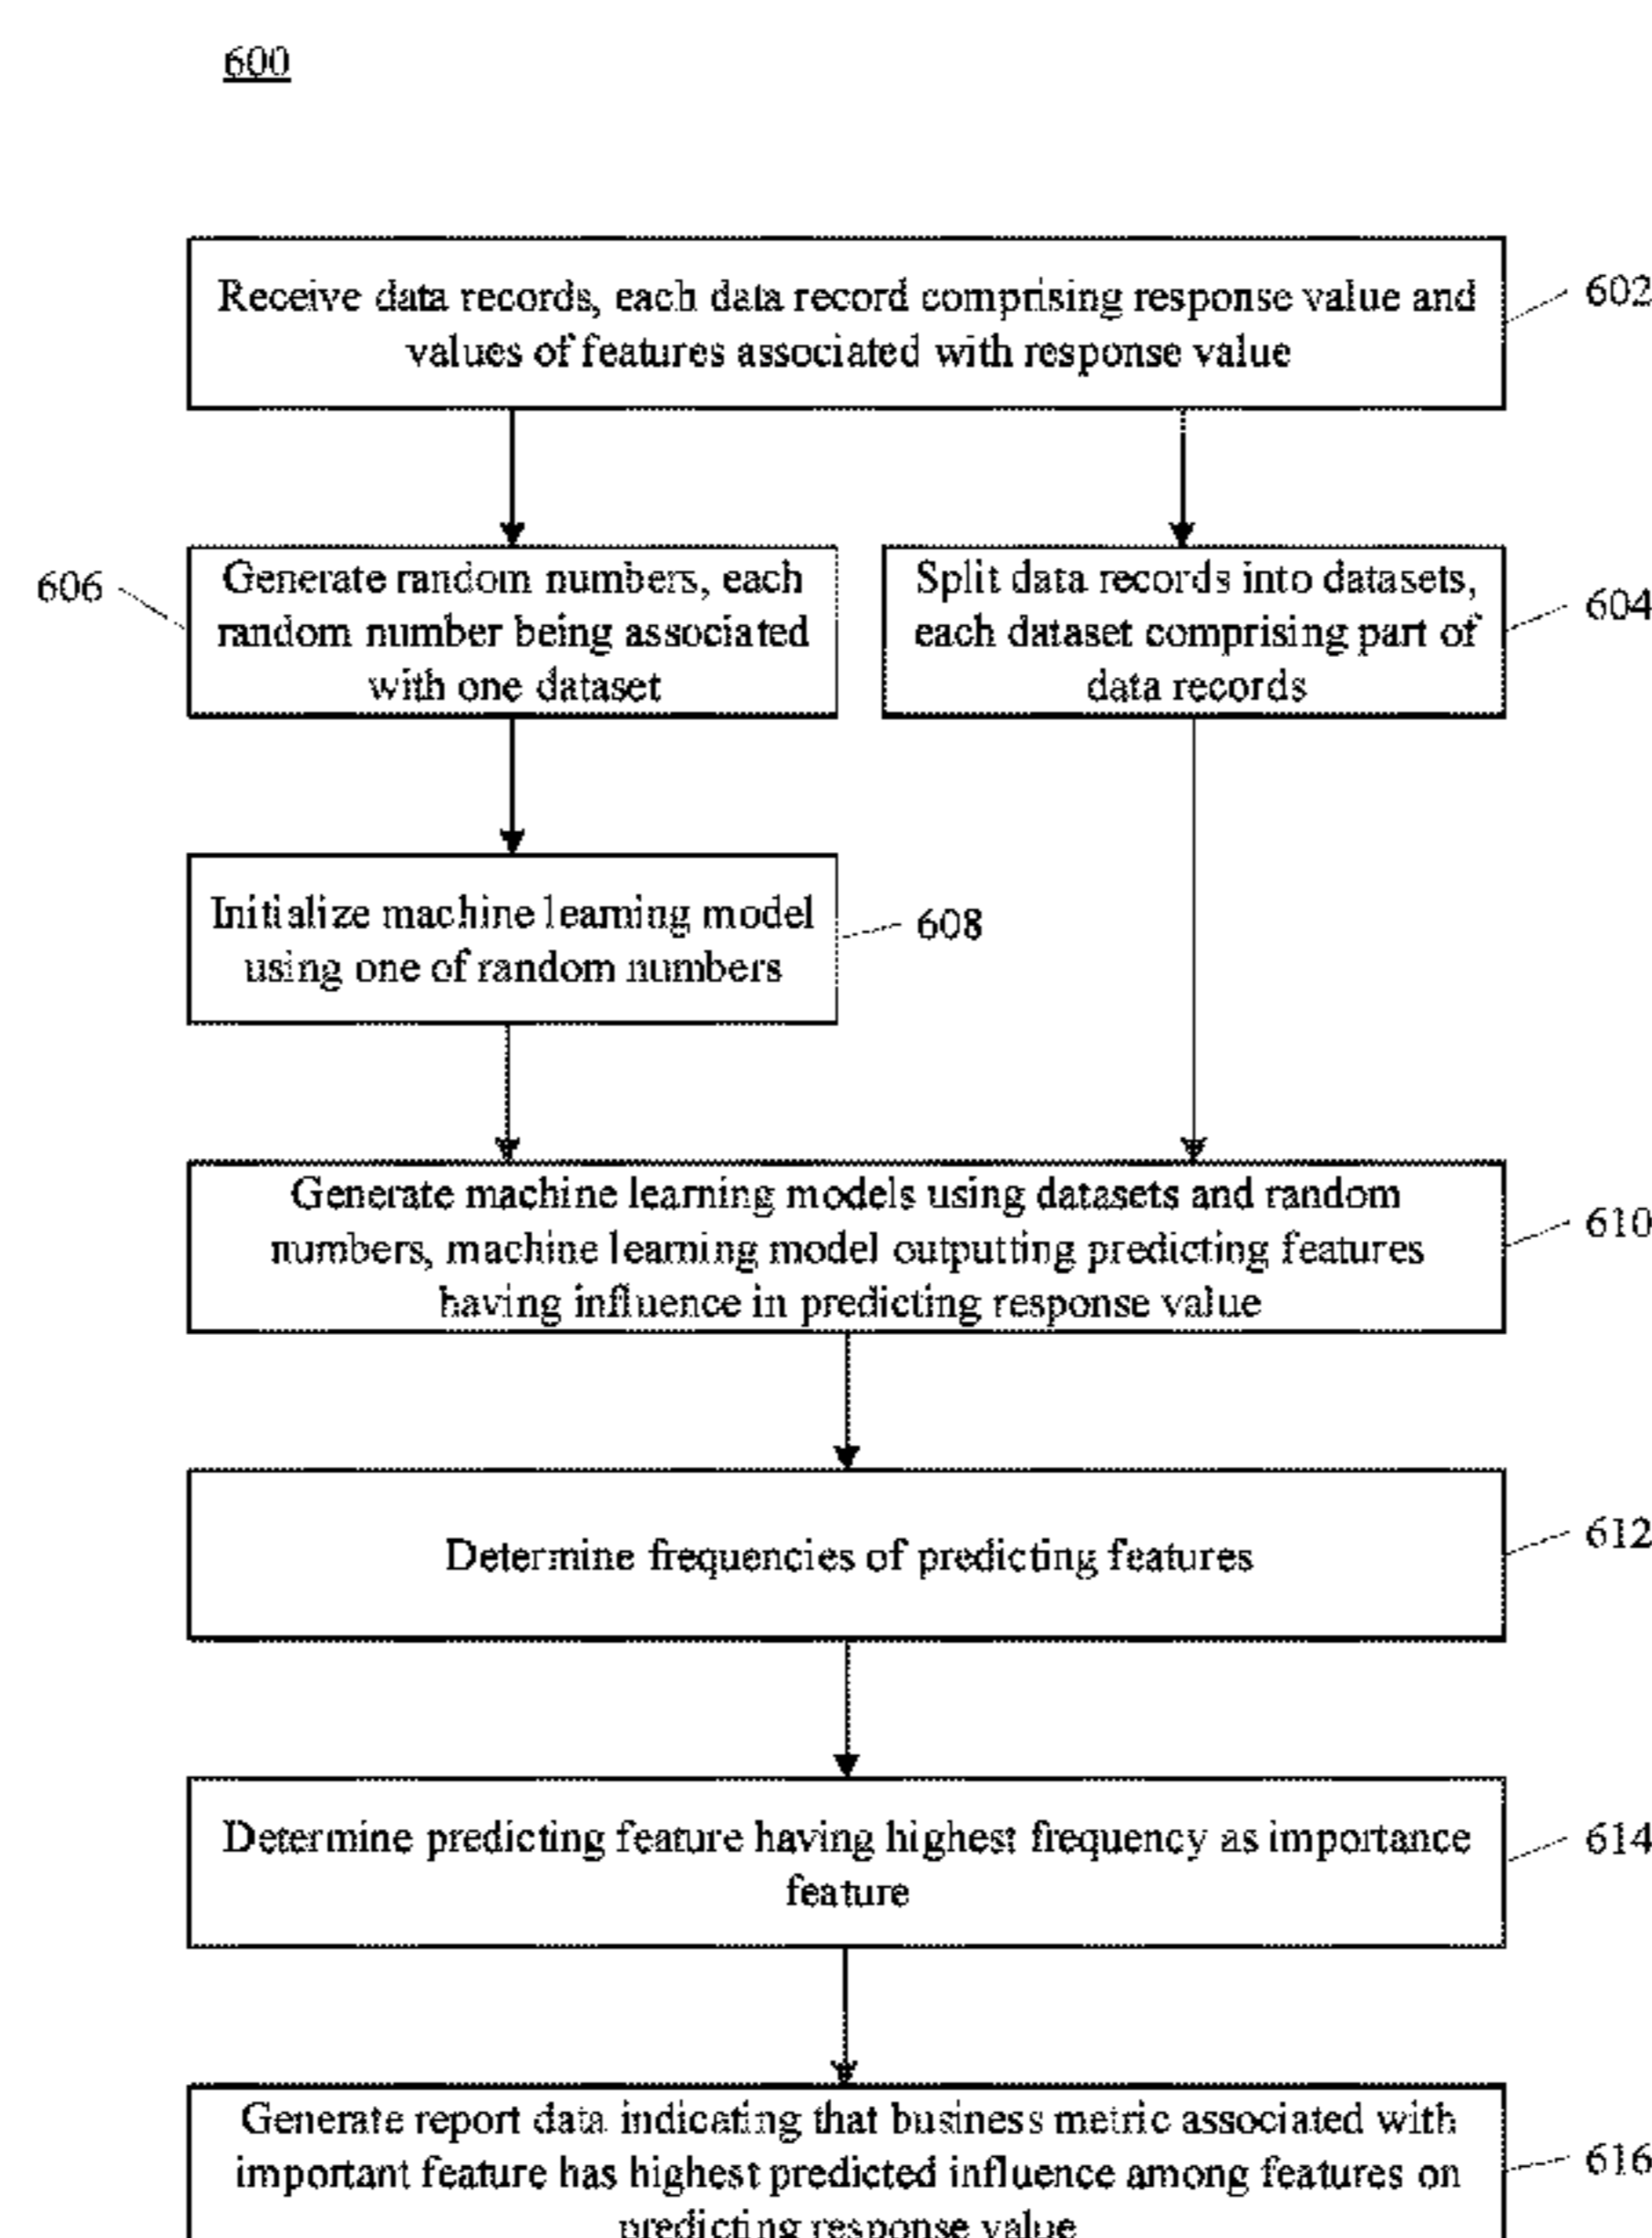 600
Receive data records, each data record comprising response value and
values of features associated with response value
602
606
Generate random numbers, each
random number being associated
with one dataset
Split data records into datasets,
each dataset comprising part of
data records
604
Initialize machine learning model
using one of random numbers
608
Generate machine learning models using datasets and random
numbers, machine learning model outputting predicting features
having influence in predicting response value
610
Determine frequencies of predicting features
612
Determine predicting feature having highest frequency as importance
feature
614
Generate report data indicating that business metric associated with
important feature has highest predicted influence among features on
predicting response value
616